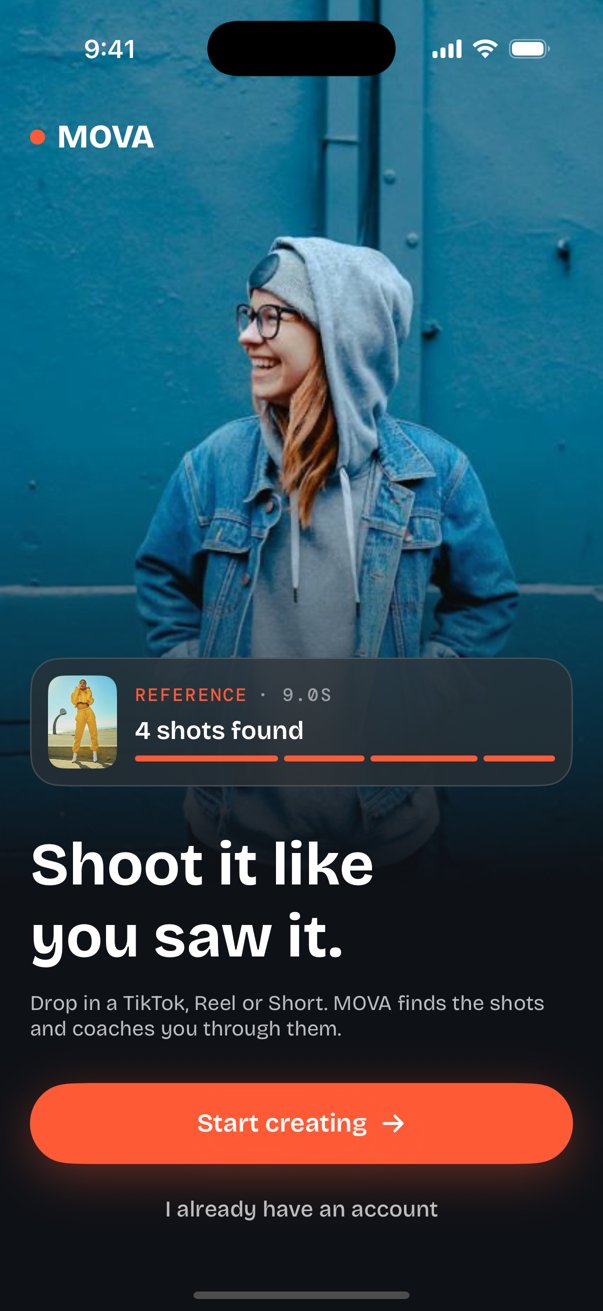 9:41
MOVA
REFERENCE · 9.0S
4 shots found
Shoot it like
you saw it.
Drop in a TikTok, Reel or Short. MOVA finds the shots
and coaches you through them.
Start creating →
I already have an account